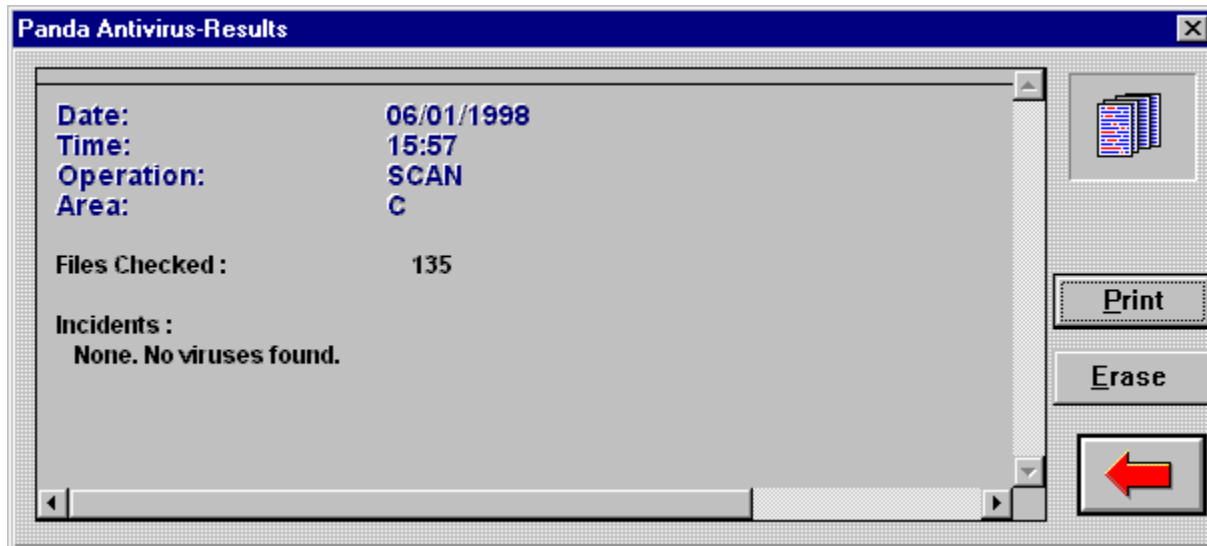 Panda Antivirus-Results
Date: 06/01/1998
Time: 15:57
Operation: SCAN
Area: C
Files Checked : 135
Incidents :
None. No viruses found.
Print
Erase